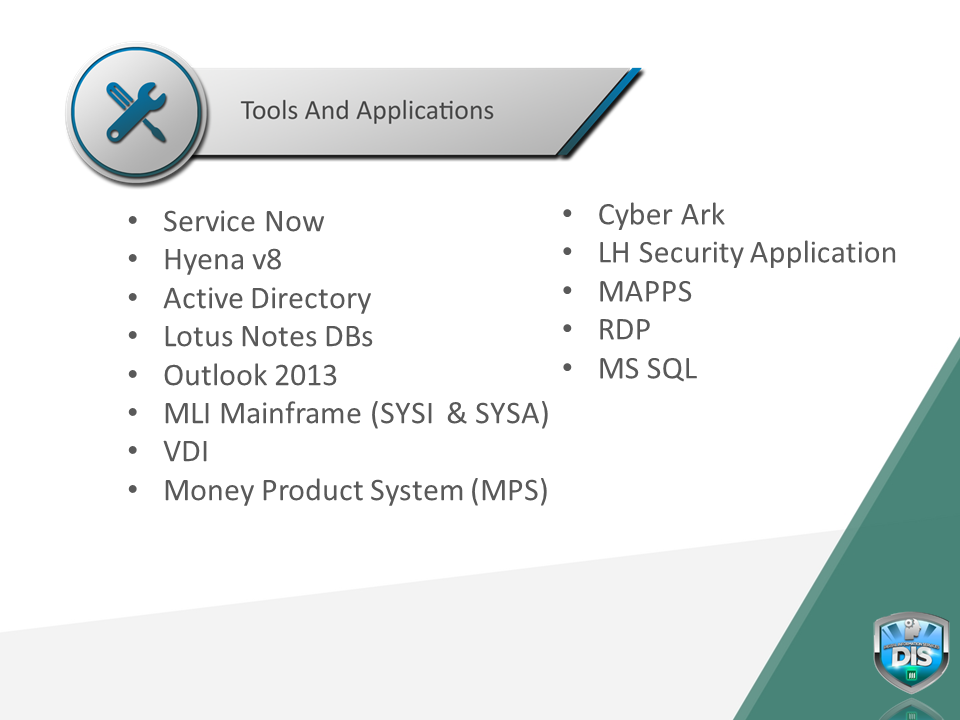 Tools And Applications
• Service Now
• Hyena v8
• Active Directory
• Lotus Notes DBs
• Outlook 2013
• MLI Mainframe (SYSI & SYSA)
• VDI
• Money Product System (MPS)
• Cyber Ark
• LH Security Application
• MAPPS
• RDP
• MS SQL
DIS